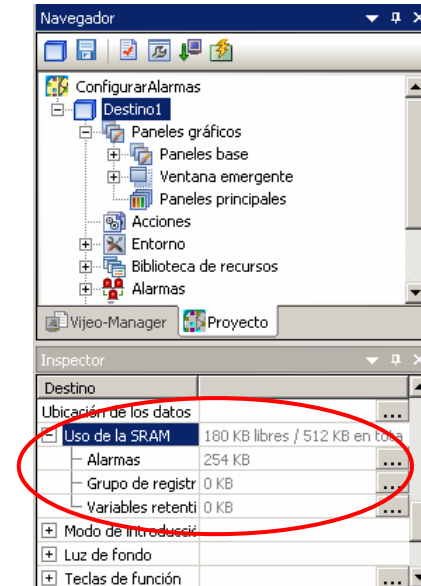 Navegador
ConfigurarAlarmas
Destino1
Paneles gráficos
Paneles base
Ventana emergente
Paneles principales
Acciones
Entorno
Biblioteca de recursos
Alarmas
Vijeo-Manager Proyecto
Inspector
Destino
Ubicación de los datos ...
Uso de la SRAM 180 KB libres / 512 KB en tota
Alarmas 254 KB ...
Grupo de registr 0 KB ...
Variables retenti 0 KB ...
Modo de introducció
Luz de fondo
Teclas de función ...